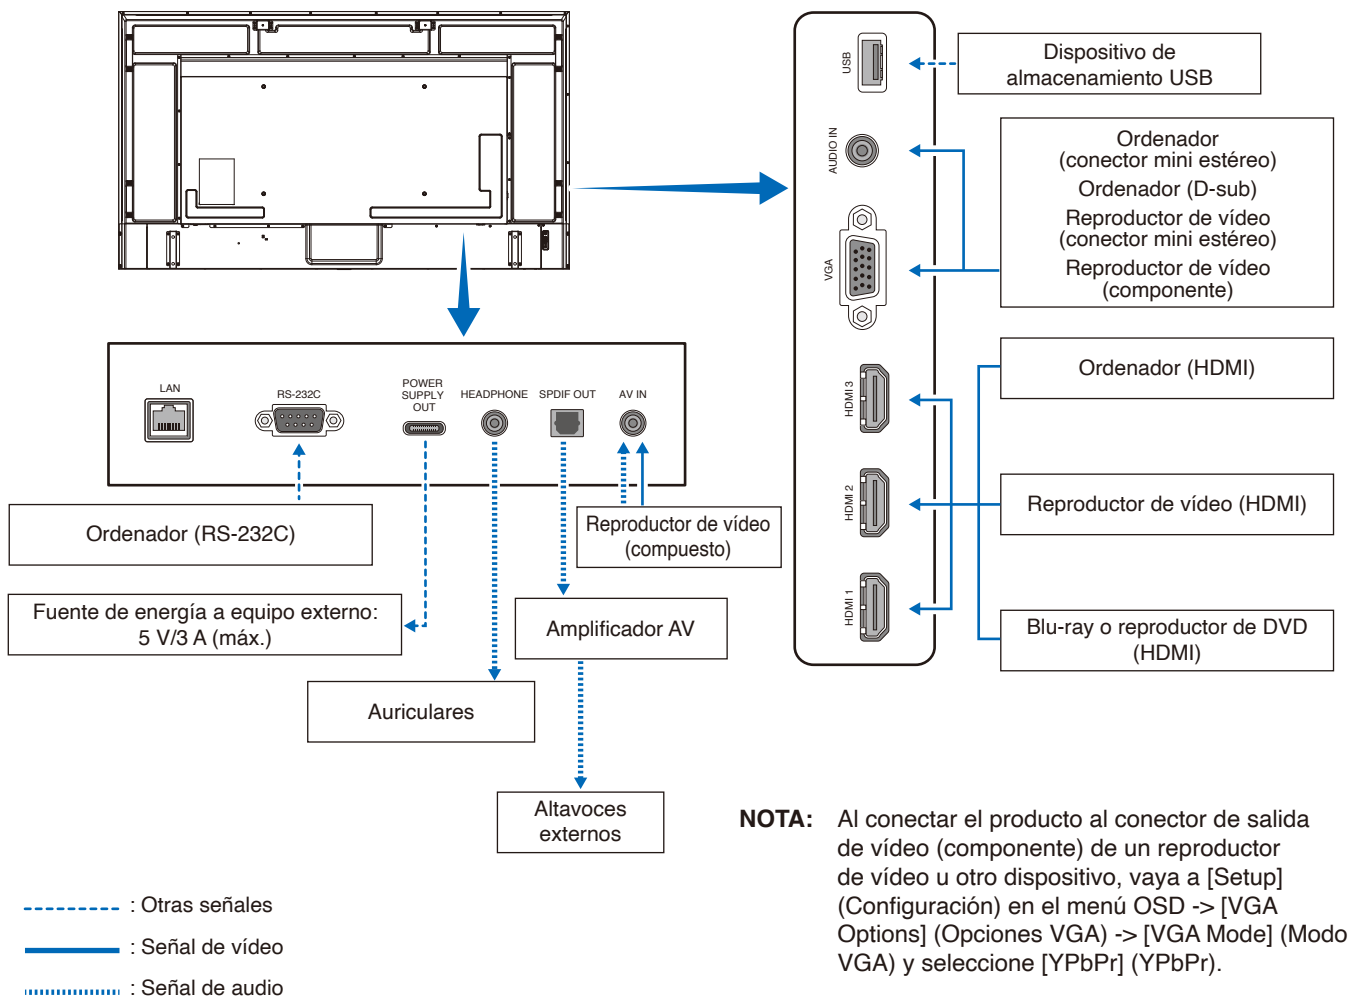 USB
Dispositivo de
almacenamiento USB
AUDIO IN
Ordenador
(conector mini estéreo)
Ordenador (D-sub)
Reproductor de vídeo
(conector mini estéreo)
Reproductor de vídeo
(componente)
VGA
HDMI 3
Ordenador (HDMI)
HDMI 2
Reproductor de vídeo (HDMI)
HDMI 1
Blu-ray o reproductor de DVD
(HDMI)
LAN
RS-232C
POWER
SUPPLY
OUT
HEADPHONE
SPDIF OUT
AV IN
Ordenador (RS-232C)
Reproductor de vídeo
(compuesto)
Fuente de energía a equipo externo:
5 V/3 A (máx.)
Amplificador AV
Auriculares
Altavoces
externos
NOTA: Al conectar el producto al conector de salida
de vídeo (componente) de un reproductor
de vídeo u otro dispositivo, vaya a [Setup]
(Configuración) en el menú OSD -> [VGA
Options] (Opciones VGA) -> [VGA Mode] (Modo
VGA) y seleccione [YPbPr] (YPbPr).
: Otras señales
: Señal de vídeo
: Señal de audio